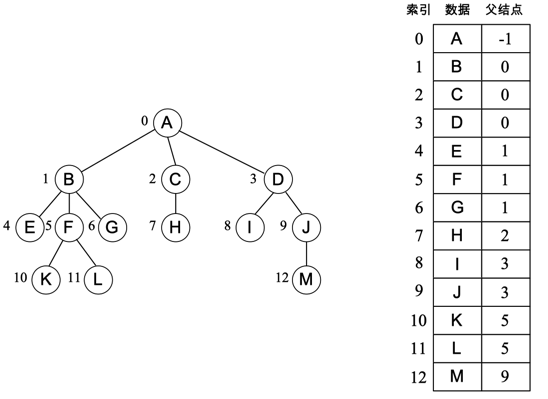 索引 数据 父结点
0 A -1
1 B 0
2 C 0
3 D 0
4 E 1
5 F 1
6 G 1
7 H 2
8 I 3
9 J 3
10 K 5
11 L 5
12 M 9
0 A
1 B 2 C 3 D
4 E 5 F 6 G 7 H 8 I 9 J
10 K 11 L 12 M